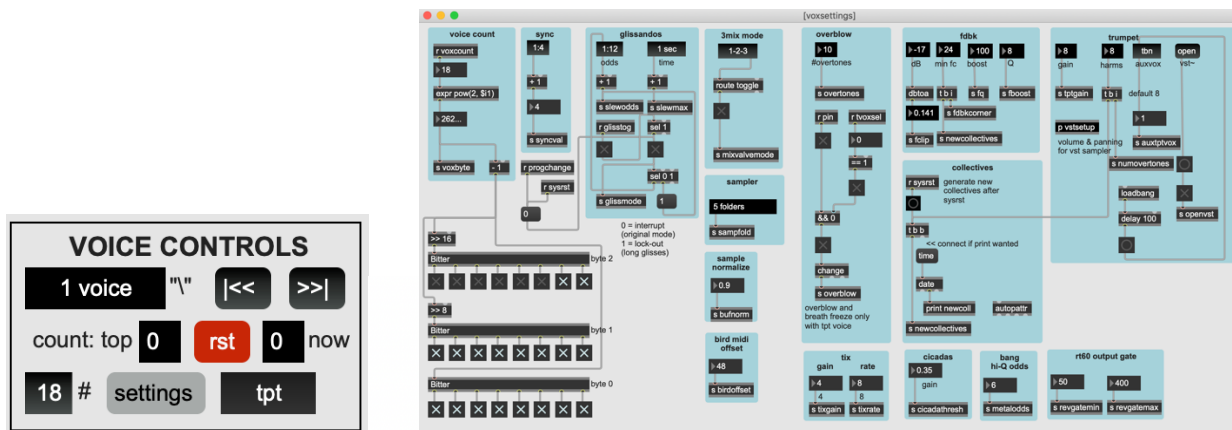 VOICE CONTROLS
1 voice "\" |<< >>|
count: top 0 rst 0 now
18 # settings tpt
[voxsettings]
voice count
r voxcount
18
expr pow(2, $i1)
262...
s voxbyte
- 1
>> 16
Bitter
byte 2
>> 8
Bitter
byte 1
Bitter
byte 0
sync
1:4
+ 1
4
s syncval
r progchange
r sysrst
0
glissandos
1:12 1 sec
odds time
+ 1 + 1
s slewodds s slewmax
r glisstog sel 1
sel 0 1
s glissmode 1
0 = interrupt
(original mode)
1 = lock-out
(long glisses)
3mix mode
1-2-3
route toggle
s mixvalvemode
sampler
5 folders
s sampfold
sample
normalize
0.9
s bufnorm
bird midi
offset
48
s birdoffset
overblow
10
#overtones
s overtones
r pin r tvoxsel
0
== 1
&& 0
change
s overblow
overblow and
breath freeze only
with tpt voice
tix
gain rate
4 8
4 8
s tixgain s tixrate
fdbk
-17 24 100 8
dB min fc boost Q
dbtoa t b i s fq s fboost
0.141 s fdbkcorner
s fclip s newcollectives
collectives
r sysrst generate new
collectives after
sysrst
t b b
<< connect if print wanted
time
date
print newcoll autopattr
s newcollectives
cicadas
0.35
gain
s cicadathresh
bang
hi-Q odds
6
s metalodds
trumpet
8 8 tbn open
gain harms auxvox vst~
s tptgain t b i default 8
1
p vstsetup s auxtptvox
volume & panning
for vst sampler
s numovertones
loadbang
delay 100 s openvst
rt60 output gate
50 400
s revgatemin s revgatemax